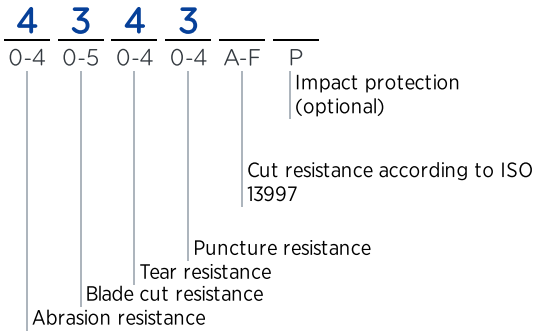 4 3 4 3
0-4 0-5 0-4 0-4 A-F P
Impact protection
(optional)
Cut resistance according to ISO
13997
Puncture resistance
Tear resistance
Blade cut resistance
Abrasion resistance